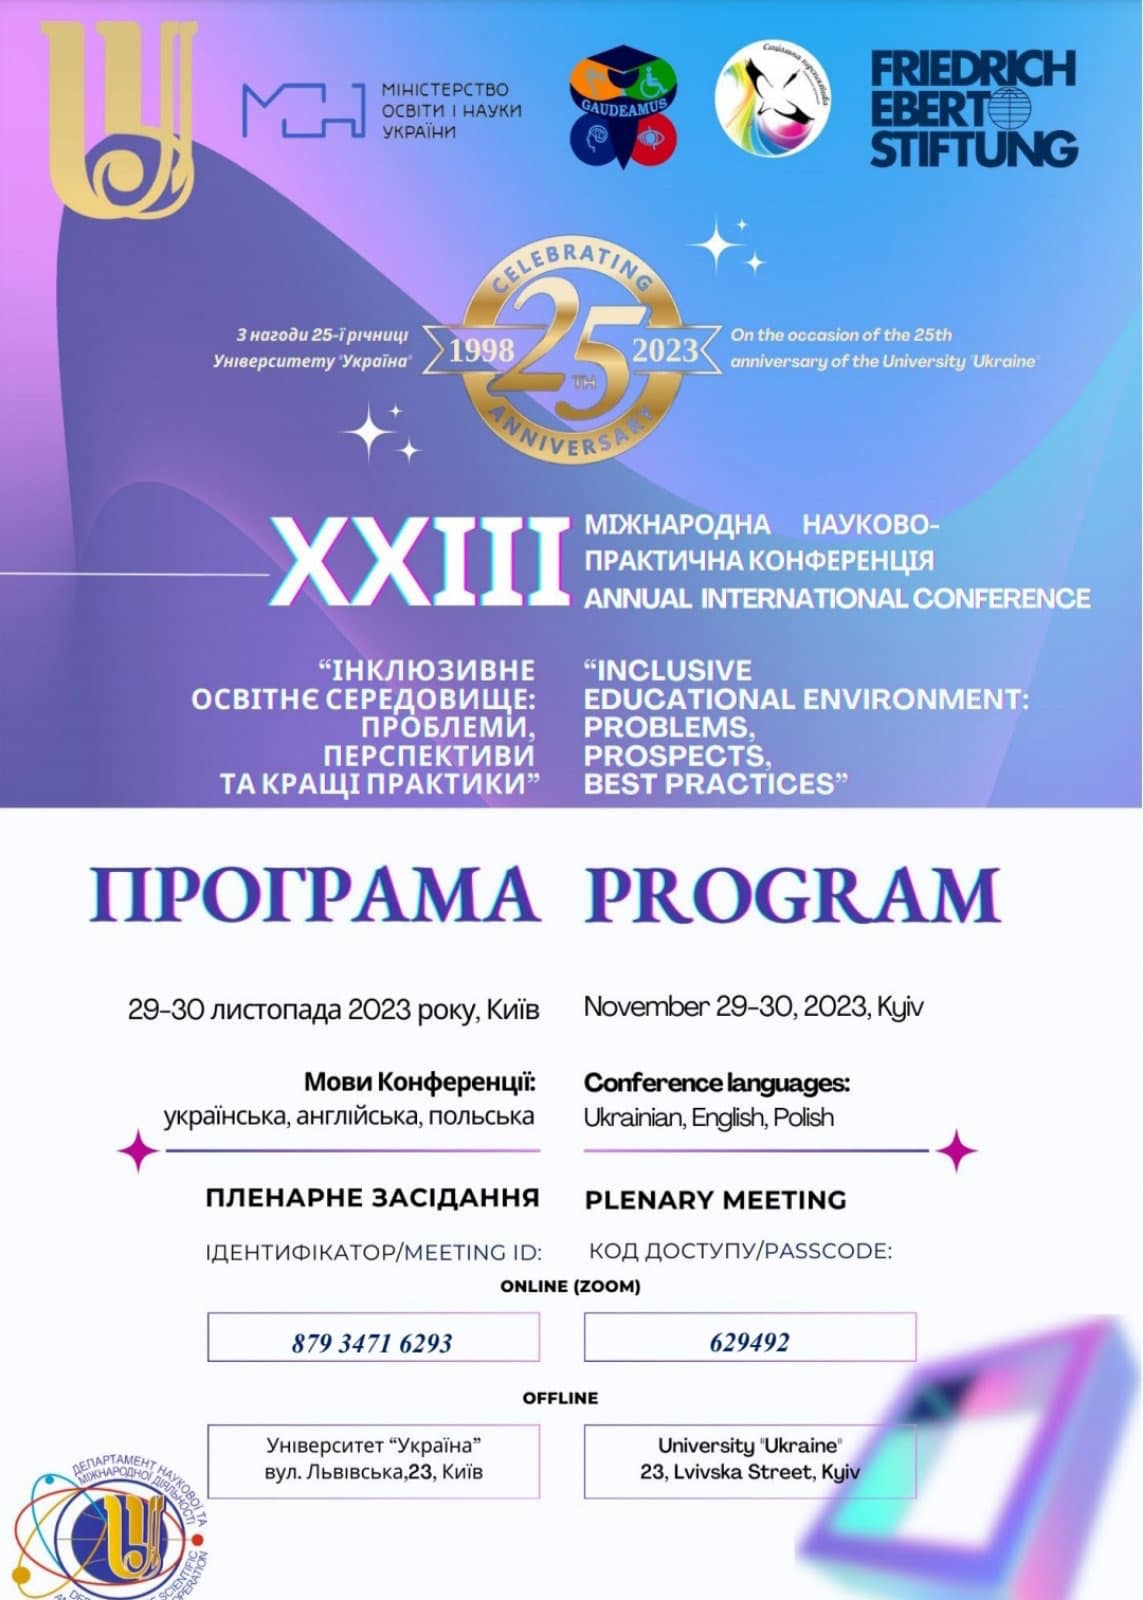 МІНІСТЕРСТВО
ОСВІТИ І НАУКИ
УКРАЇНИ
GAUDEAMUS
Соціальна перспектива
FRIEDRICH
EBERT
STIFTUNG
CELEBRATING
З нагоди 25-ї річниці
Університету "Україна"
1998
25
TH
2023
ANNIVERSARY
On the occasion of the 25th
anniversary of the University "Ukraine"
XXIII
МІЖНАРОДНА НАУКОВО-
ПРАКТИЧНА КОНФЕРЕНЦІЯ
ANNUAL INTERNATIONAL CONFERENCE
“ІНКЛЮЗИВНЕ
ОСВІТНЄ СЕРЕДОВИЩЕ:
ПРОБЛЕМИ,
ПЕРСПЕКТИВИ
ТА КРАЩІ ПРАКТИКИ”
“INCLUSIVE
EDUCATIONAL ENVIRONMENT:
PROBLEMS,
PROSPECTS,
BEST PRACTICES”
ПРОГРАМА PROGRAM
29-30 листопада 2023 року, Київ
November 29-30, 2023, Kyiv
Мови Конференції:
українська, англійська, польська
Conference languages:
Ukrainian, English, Polish
ПЛЕНАРНЕ ЗАСІДАННЯ
PLENARY MEETING
ІДЕНТИФІКАТОР/MEETING ID:
КОД ДОСТУПУ/PASSCODE:
ONLINE (ZOOM)
879 3471 6293
629492
OFFLINE
Університет “Україна”
вул. Львівська,23, Київ
University "Ukraine"
23, Lvivska Street, Kyiv
ДЕПАРТАМЕНТ НАУКОВОЇ ТА
МІЖНАРОДНОЇ ДІЯЛЬНОСТІ
SCIENTIFIC